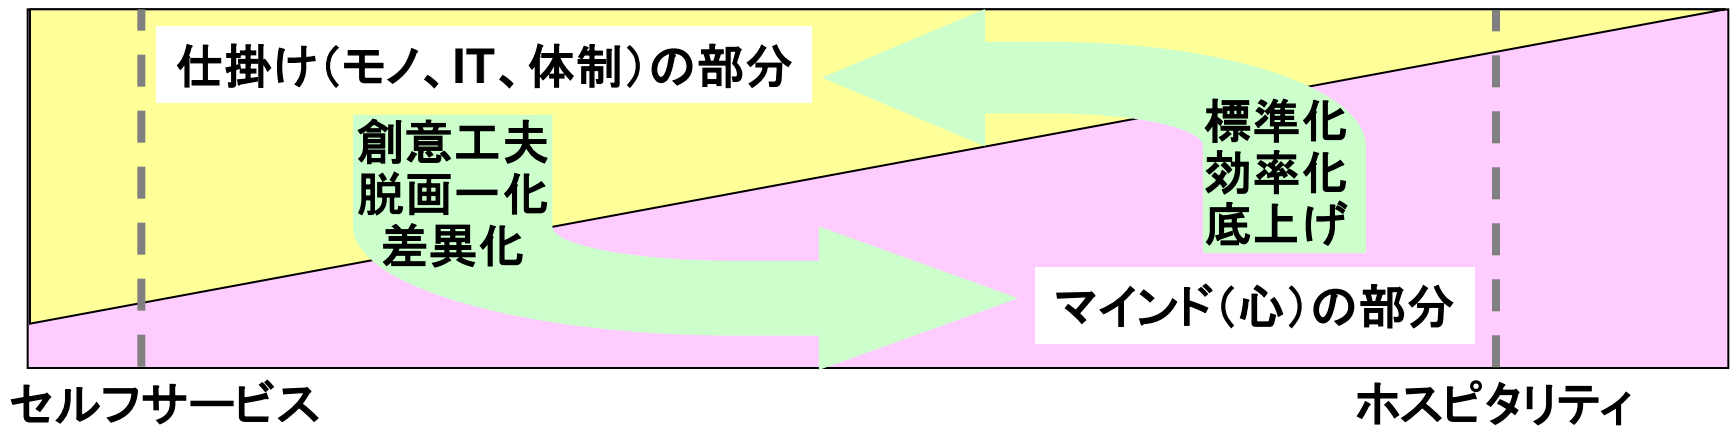 仕掛け（モノ、IT、体制）の部分
創意工夫
脱画一化
差異化
標準化
効率化
底上げ
マインド（心）の部分
セルフサービス
ホスピタリティ